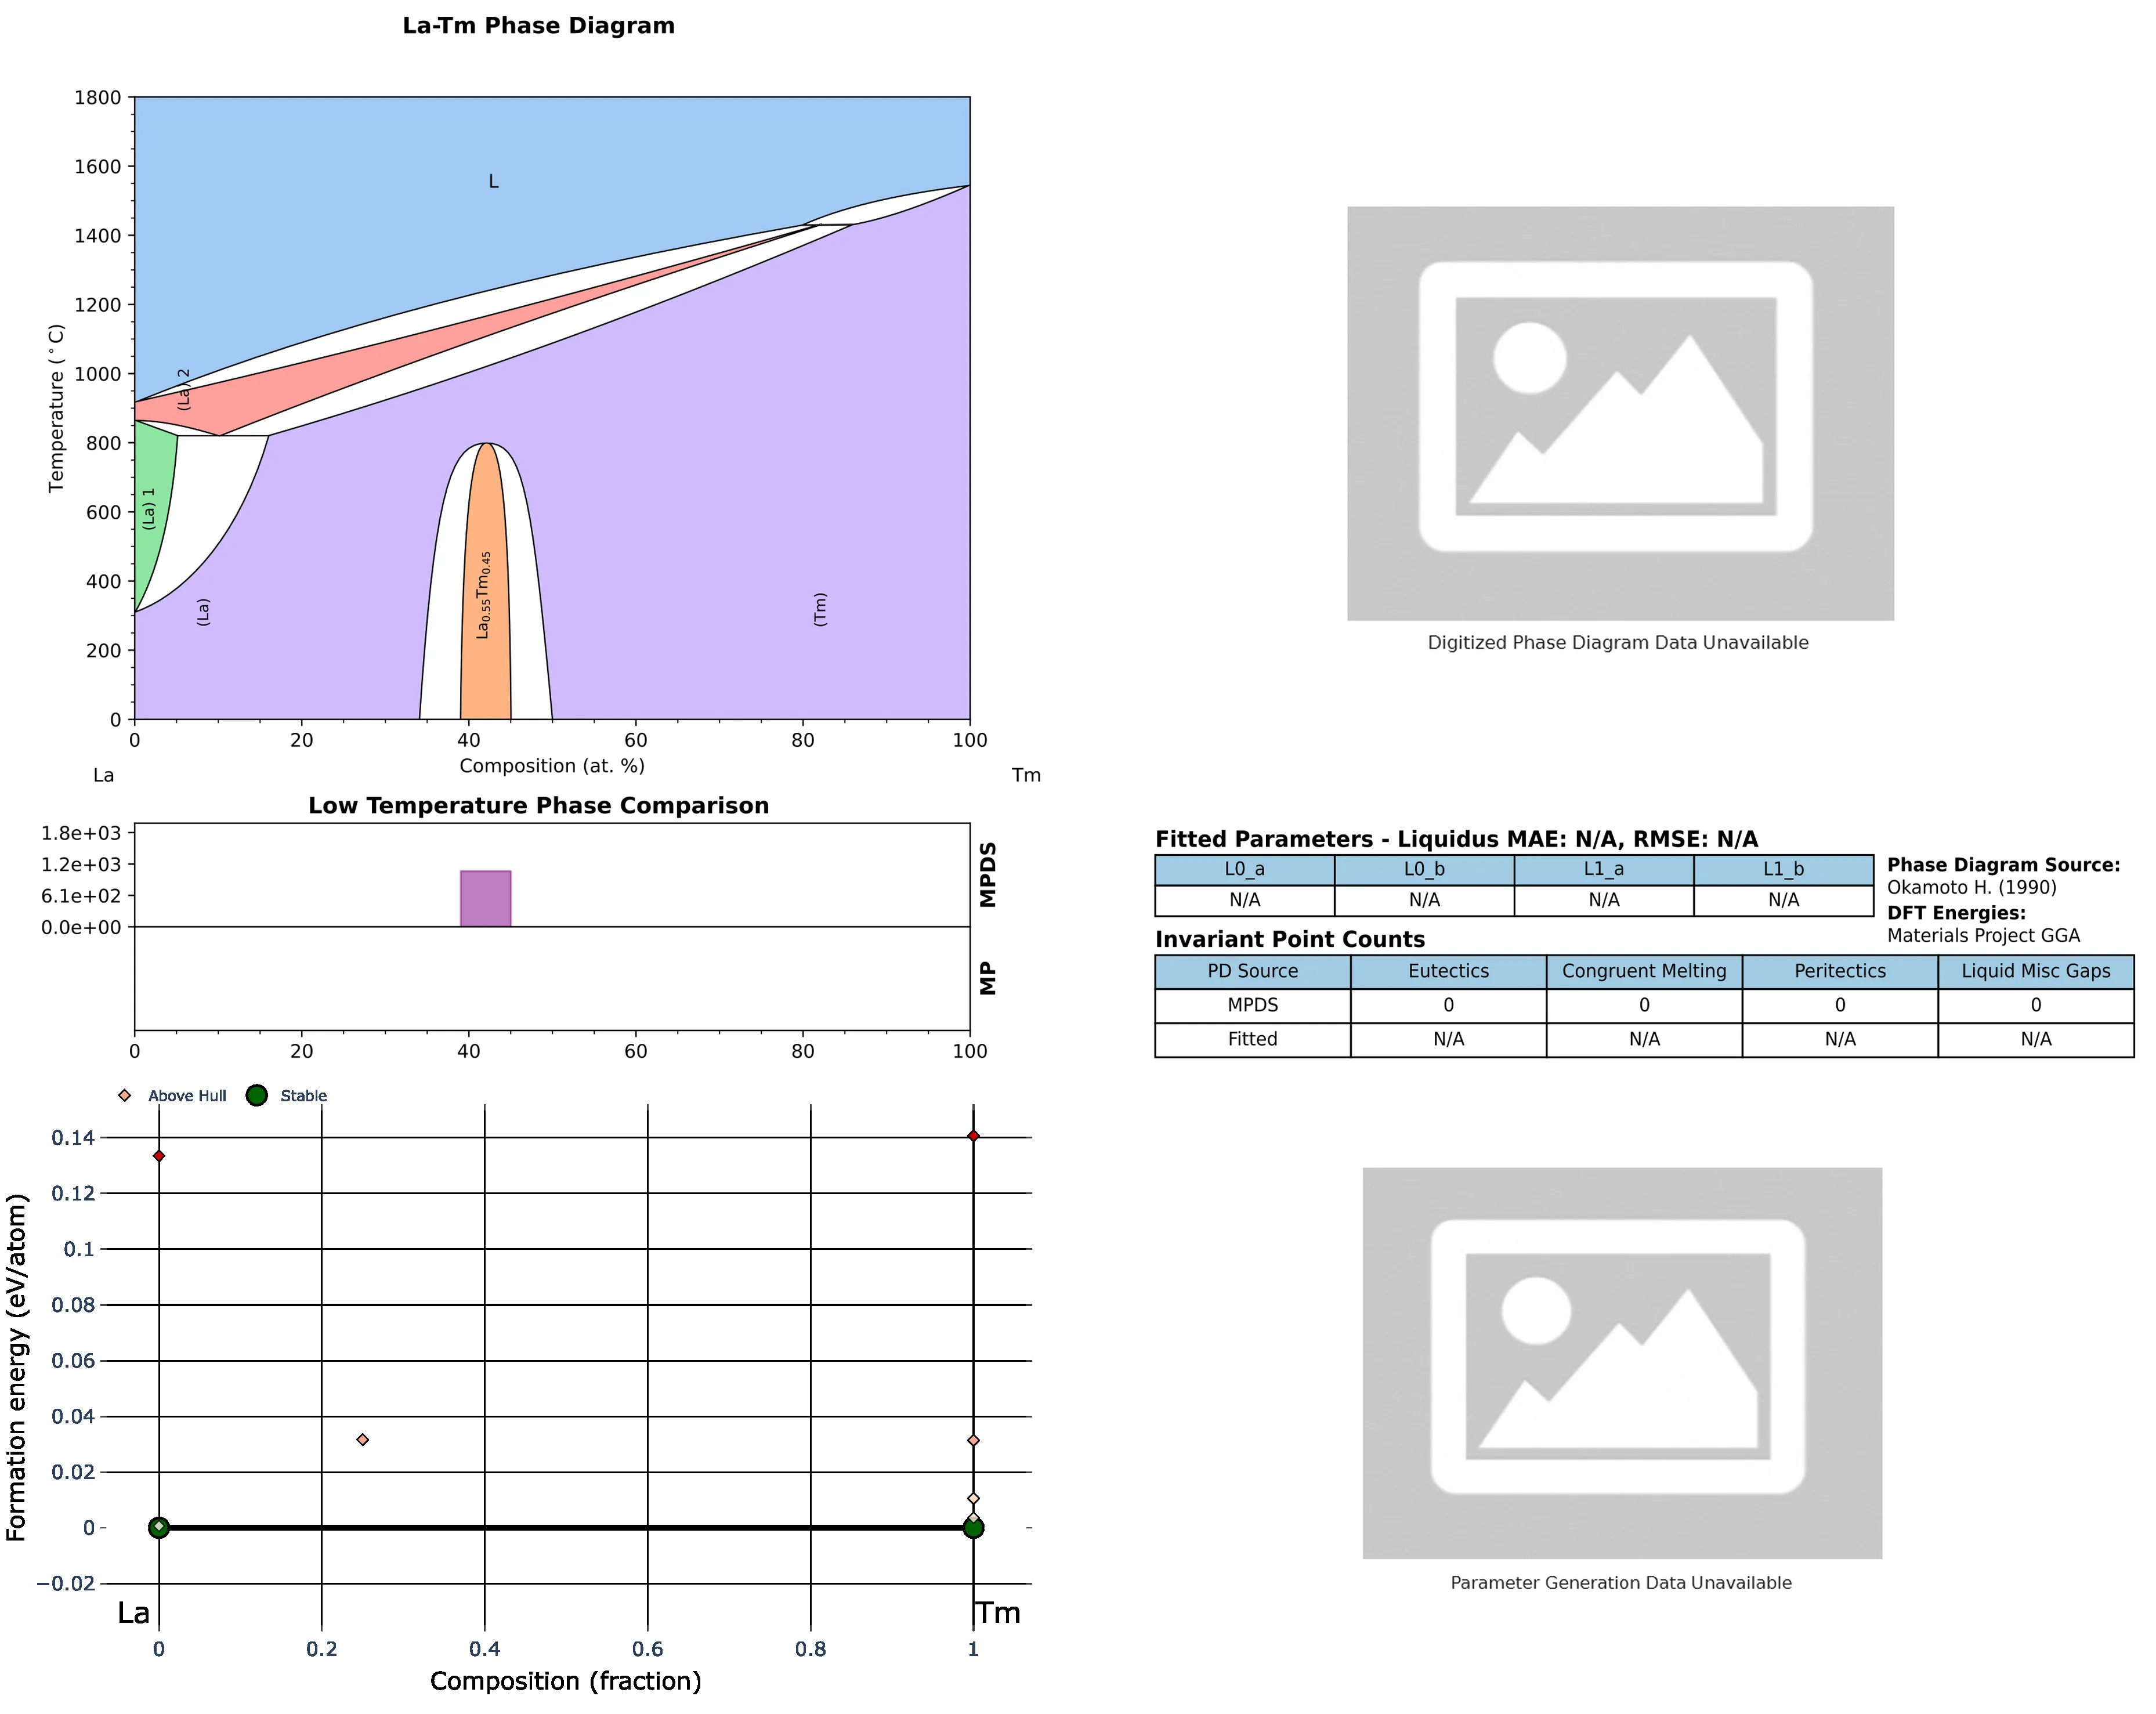 La-Tm Phase Diagram
1800
1600
1400
1200
1000
800
600
400
200
0
Temperature (°C)
L
(La) 2
(La) 1
(La)
La0.55Tm0.45
(Tm)
0 20 40 60 80 100
Composition (at. %)
La Tm
Digitized Phase Diagram Data Unavailable
Low Temperature Phase Comparison
1.8e+03
1.2e+03
6.1e+02
0.0e+00
MPDS
MP
0 20 40 60 80 100
Fitted Parameters - Liquidus MAE: N/A, RMSE: N/A
L0_a L0_b L1_a L1_b
N/A N/A N/A N/A
Phase Diagram Source:
Okamoto H. (1990)
DFT Energies:
Materials Project GGA
Invariant Point Counts
PD Source Eutectics Congruent Melting Peritectics Liquid Misc Gaps
MPDS 0 0 0 0
Fitted N/A N/A N/A N/A
Above Hull Stable
0.14
0.12
0.1
0.08
0.06
0.04
0.02
0
−0.02
Formation energy (eV/atom)
La Tm
0 0.2 0.4 0.6 0.8 1
Composition (fraction)
Parameter Generation Data Unavailable